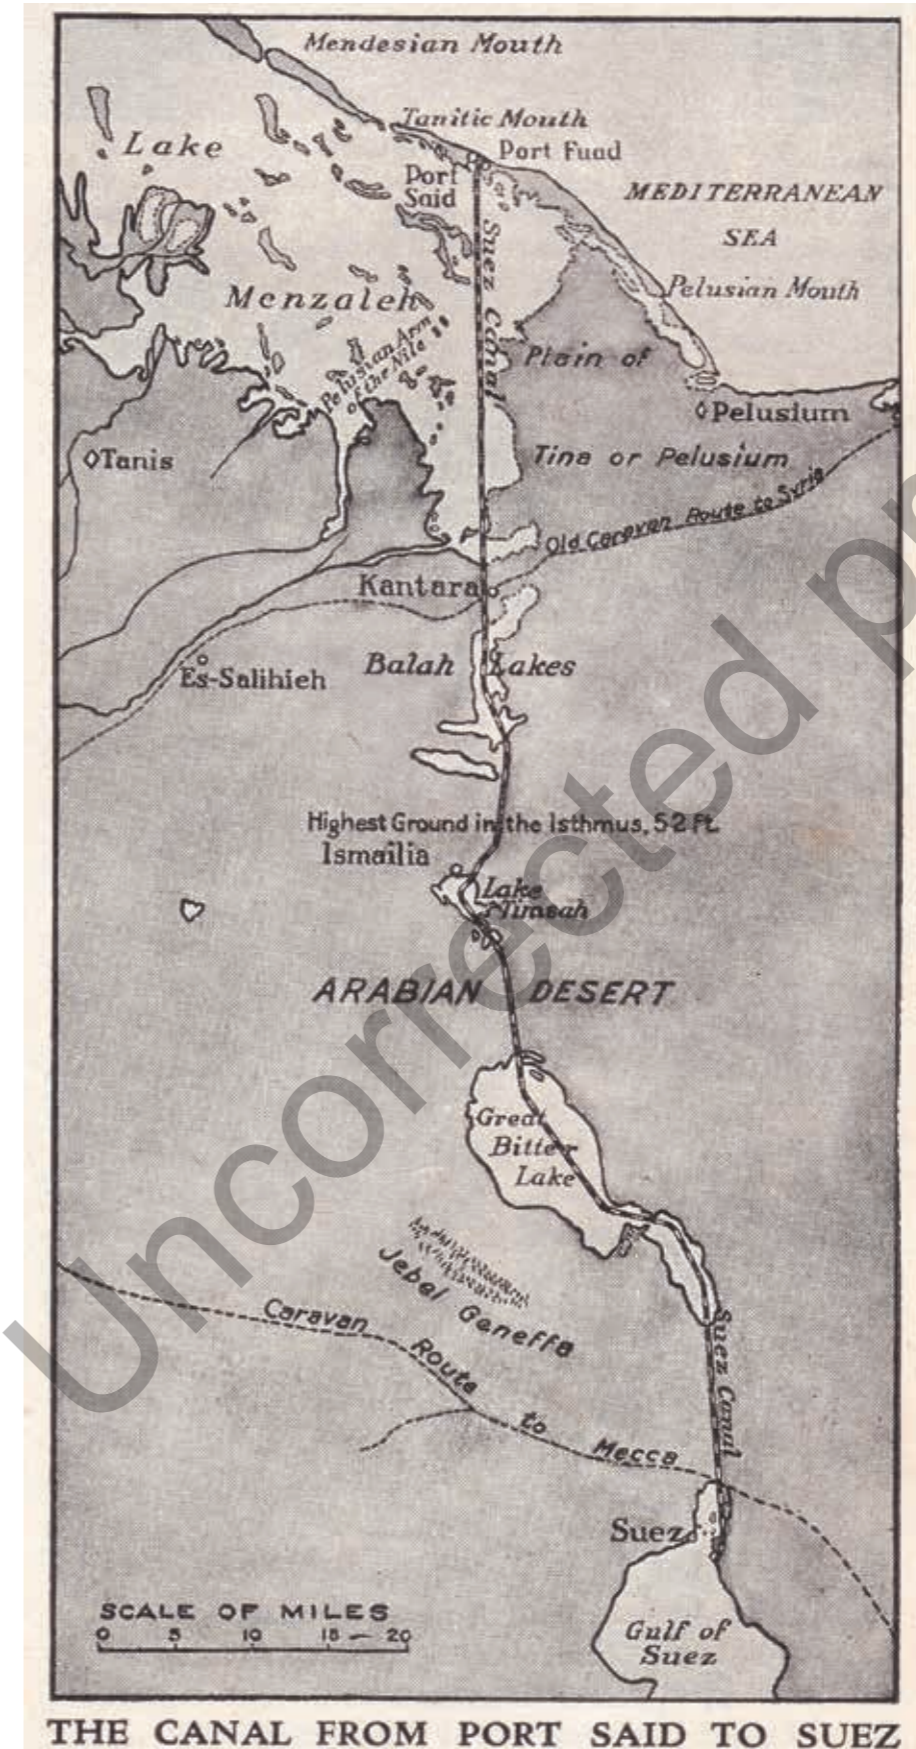 Mendesian Mouth
Tanitic Mouth
Lake
Port Fuad
Port
Said
MEDITERRANEAN
SEA
Suez Canal
Menzaleh
Pelusian Mouth
Pelusian Arm
of the Nile
Plain of
Pelusium
Tanis
Tina or Pelusium
Old Caravan Route to Syria
Kantara
Es-Salihieh
Balah Lakes
Highest Ground in the Isthmus, 52 Ft.
Ismailia
Lake
Timsah
ARABIAN DESERT
Great
Bitter
Lake
Jebel Geneffa
Caravan Route to Mecca
Suez Canal
Suez
SCALE OF MILES
0 5 10 15 20
Gulf of
Suez
THE CANAL FROM PORT SAID TO SUEZ
Uncorrected p